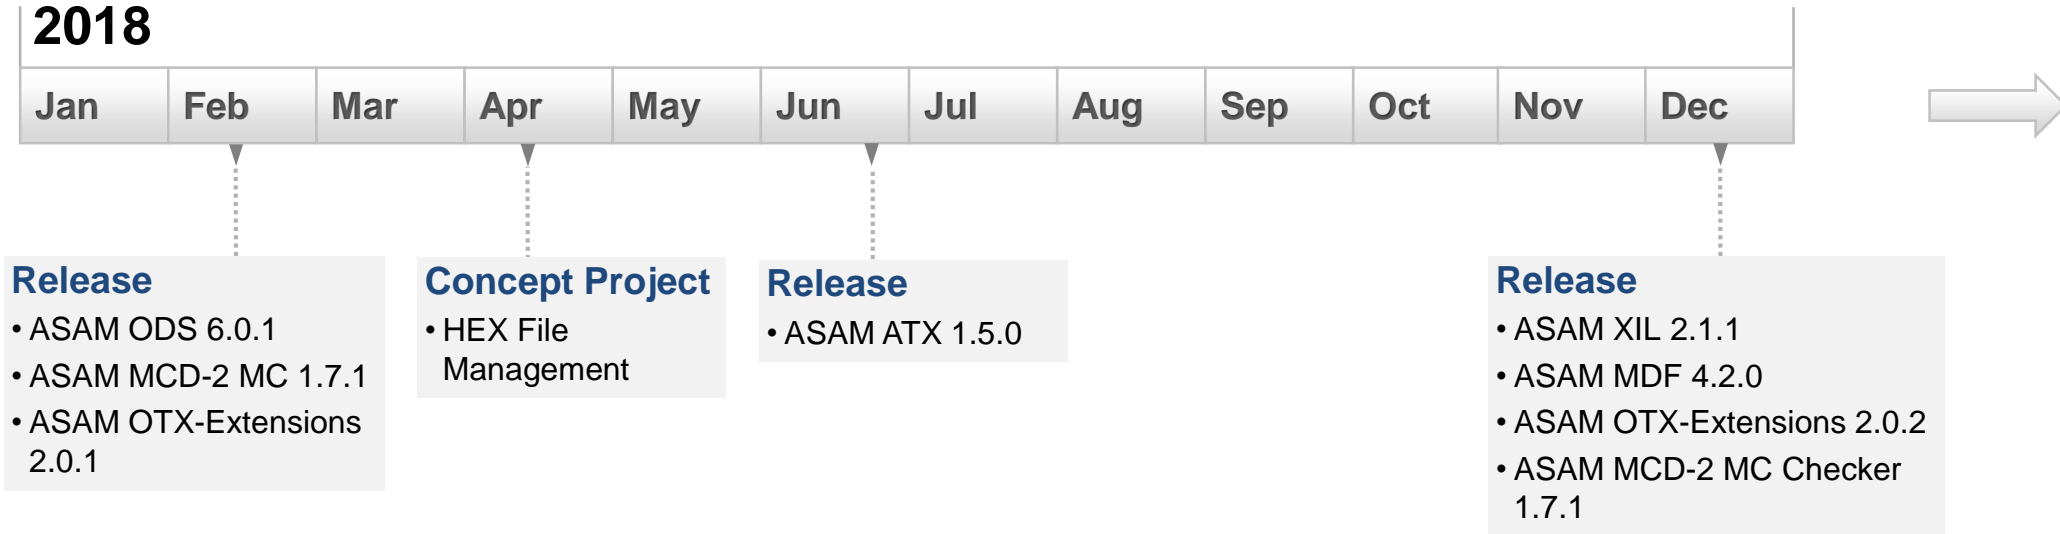 2018
Jan Feb Mar Apr May Jun Jul Aug Sep Oct Nov Dec
Release
• ASAM ODS 6.0.1
• ASAM MCD-2 MC 1.7.1
• ASAM OTX-Extensions
2.0.1
Concept Project
• HEX File
Management
Release
• ASAM ATX 1.5.0
Release
• ASAM XIL 2.1.1
• ASAM MDF 4.2.0
• ASAM OTX-Extensions 2.0.2
• ASAM MCD-2 MC Checker
1.7.1